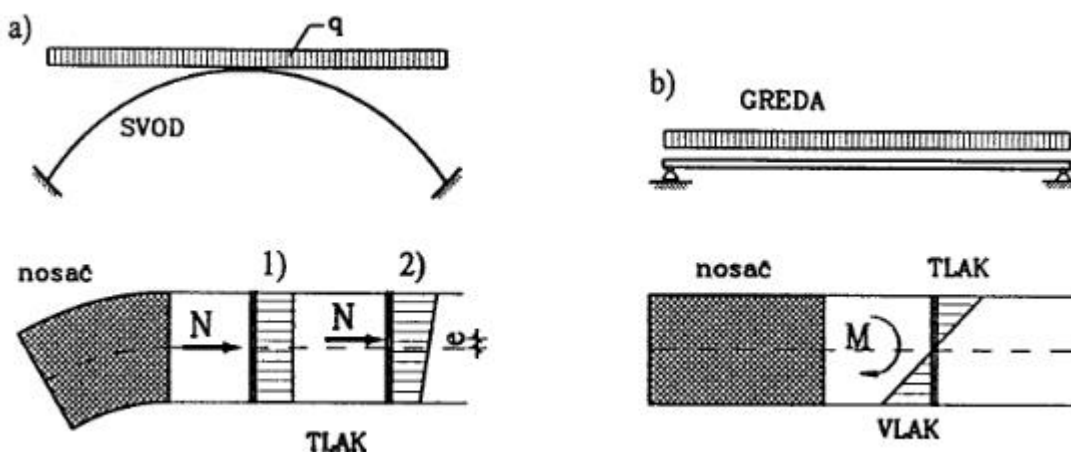 a)
q
SVOD
nosač
1)
2)
N
N
e
TLAK
b)
GREDA
nosač
TLAK
M
VLAK